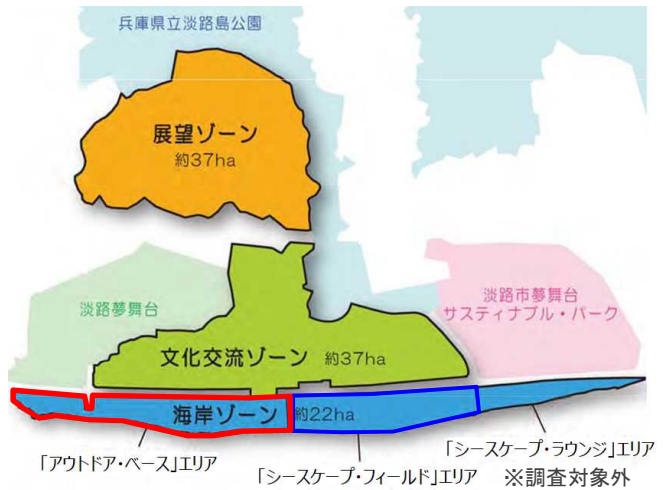 兵庫県立淡路島公園
展望ゾーン
約37ha
淡路夢舞台
淡路市夢舞台
サスティナブル・パーク
文化交流ゾーン 約37ha
海岸ゾーン 約22ha
「アウトドア・ベース」エリア
「シースケープ・フィールド」エリア
「シースケープ・ラウンジ」エリア
※調査対象外